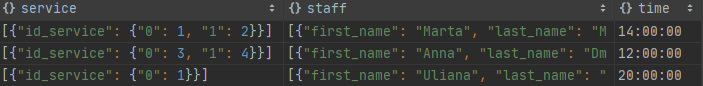 {} service {} staff {} time
[{"id_service": {"0": 1, "1": 2}}] [{"first_name": "Marta", "last_name": "M 14:00:00
[{"id_service": {"0": 3, "1": 4}}] [{"first_name": "Anna", "last_name": "Dm 12:00:00
[{"id_service": {"0": 1}}] [{"first_name": "Uliana", "last_name": " 20:00:00